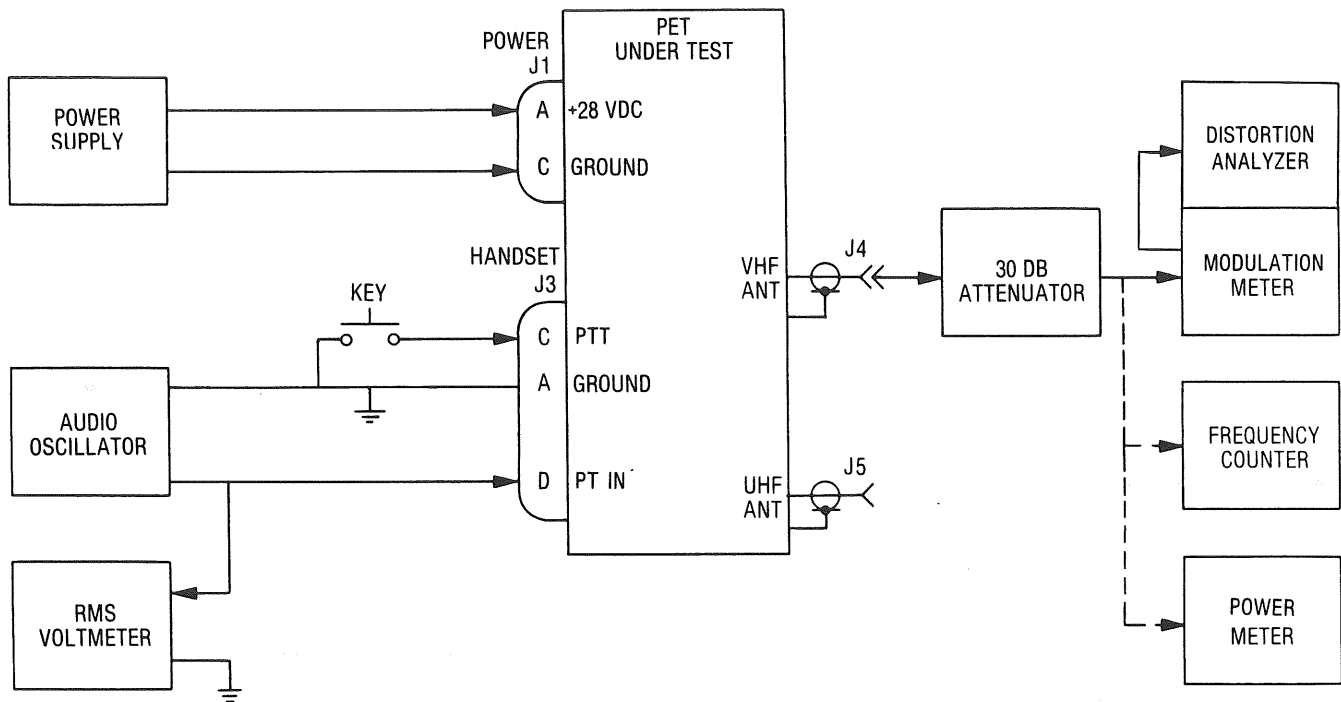 PET
UNDER TEST
POWER
J1
POWER
SUPPLY
A +28 VDC
C GROUND
HANDSET
J3
KEY
C PTT
A GROUND
D PT IN
AUDIO
OSCILLATOR
RMS
VOLTMETER
VHF
ANT
J4
UHF
ANT
J5
30 DB
ATTENUATOR
DISTORTION
ANALYZER
MODULATION
METER
FREQUENCY
COUNTER
POWER
METER